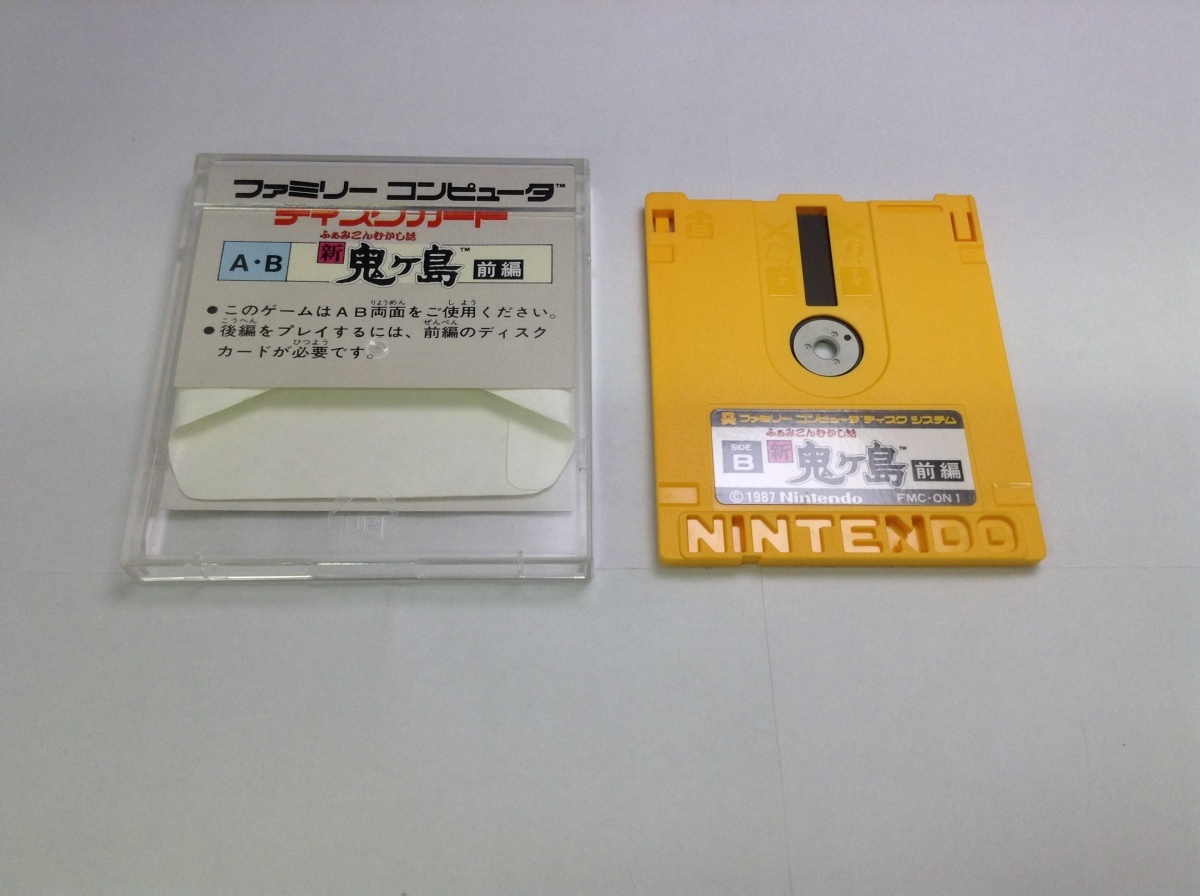 ファミリー コンピュータ™
ディスクカード
ふぁみこんむかし話
A・B
新 鬼ヶ島™ 前編
りょうめん しよう
●このゲームはAB両面をご使用ください。
こうへん ぜんぺん
●後編をプレイするには、前編のディスク
ひつよう
カードが必要です。
ファミリー コンピュータ ディスク システム
ふぁみこんむかし話
SIDE
B
新 鬼ヶ島™ 前編
© 1987 Nintendo FMC-ON1
NINTENDO